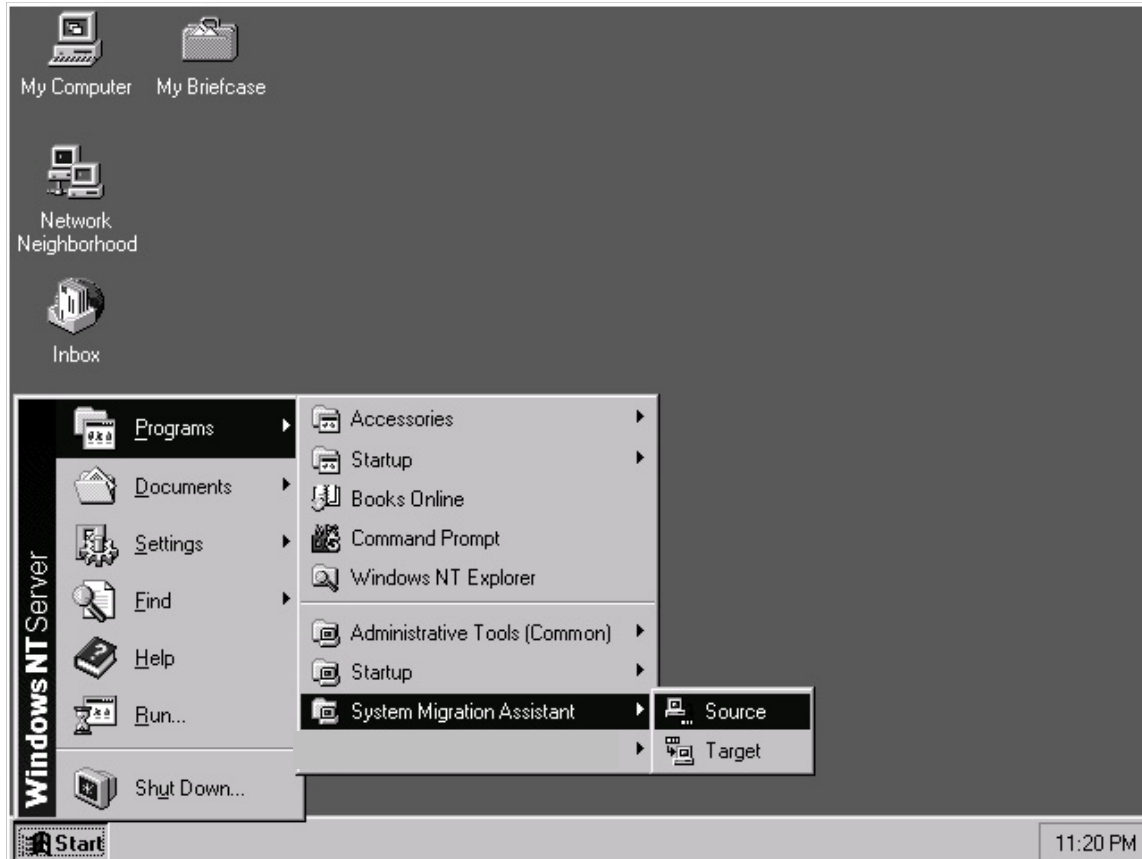 My Computer
My Briefcase
Network
Neighborhood
Inbox
Windows NT Server
Programs
Documents
Settings
Find
Help
Run...
Shut Down...
Accessories
Startup
Books Online
Command Prompt
Windows NT Explorer
Administrative Tools (Common)
Startup
System Migration Assistant
Source
Target
Start
11:20 PM